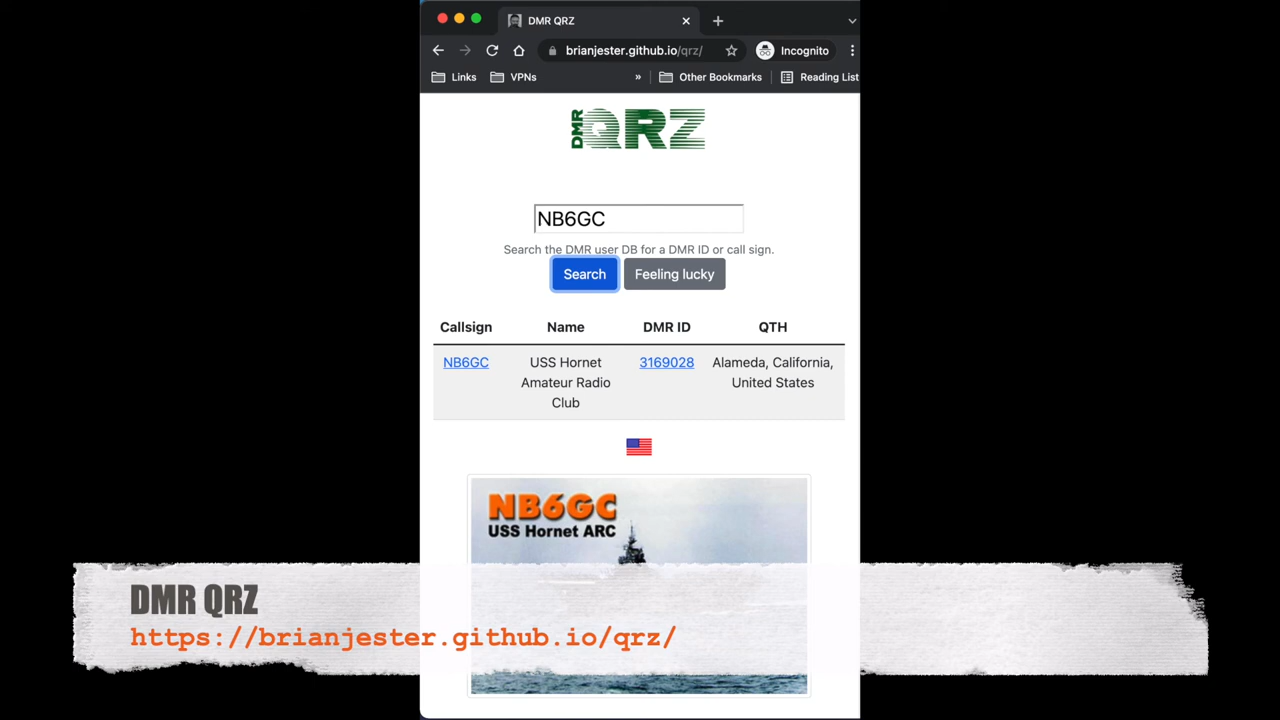 DMR QRZ
brianjester.github.io/qrz/
Incognito
Links
VPNs
»
Other Bookmarks
Reading List
DMR QRZ
NB6GC
Search the DMR user DB for a DMR ID or call sign.
Search
Feeling lucky
Callsign
Name
DMR ID
QTH
NB6GC
USS Hornet
Amateur Radio
Club
3169028
Alameda, California,
United States
NB6GC
USS Hornet ARC
DMR QRZ
https://brianjester.github.io/qrz/